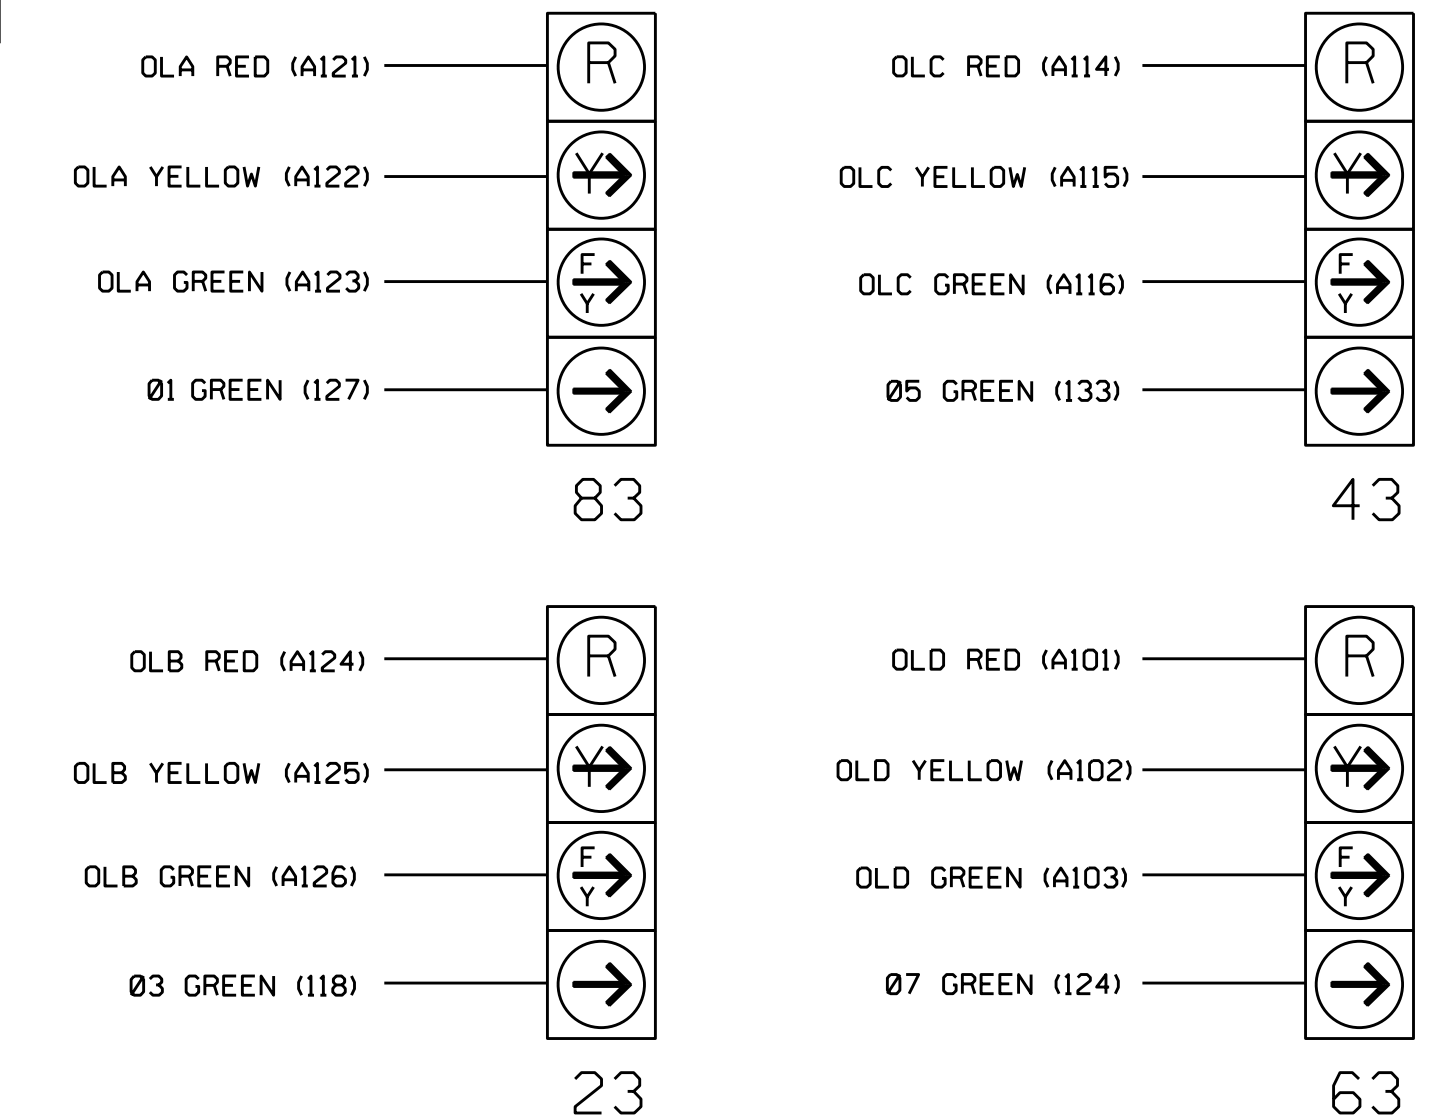 OLA RED (A121)
R
OLA YELLOW (A122)
Y
OLA GREEN (A123)
F
Y
Ø1 GREEN (127)
83
OLC RED (A114)
R
OLC YELLOW (A115)
Y
OLC GREEN (A116)
F
Y
Ø5 GREEN (133)
43
OLB RED (A124)
R
OLB YELLOW (A125)
Y
OLB GREEN (A126)
F
Y
Ø3 GREEN (118)
23
OLD RED (A101)
R
OLD YELLOW (A102)
Y
OLD GREEN (A103)
F
Y
Ø7 GREEN (124)
63